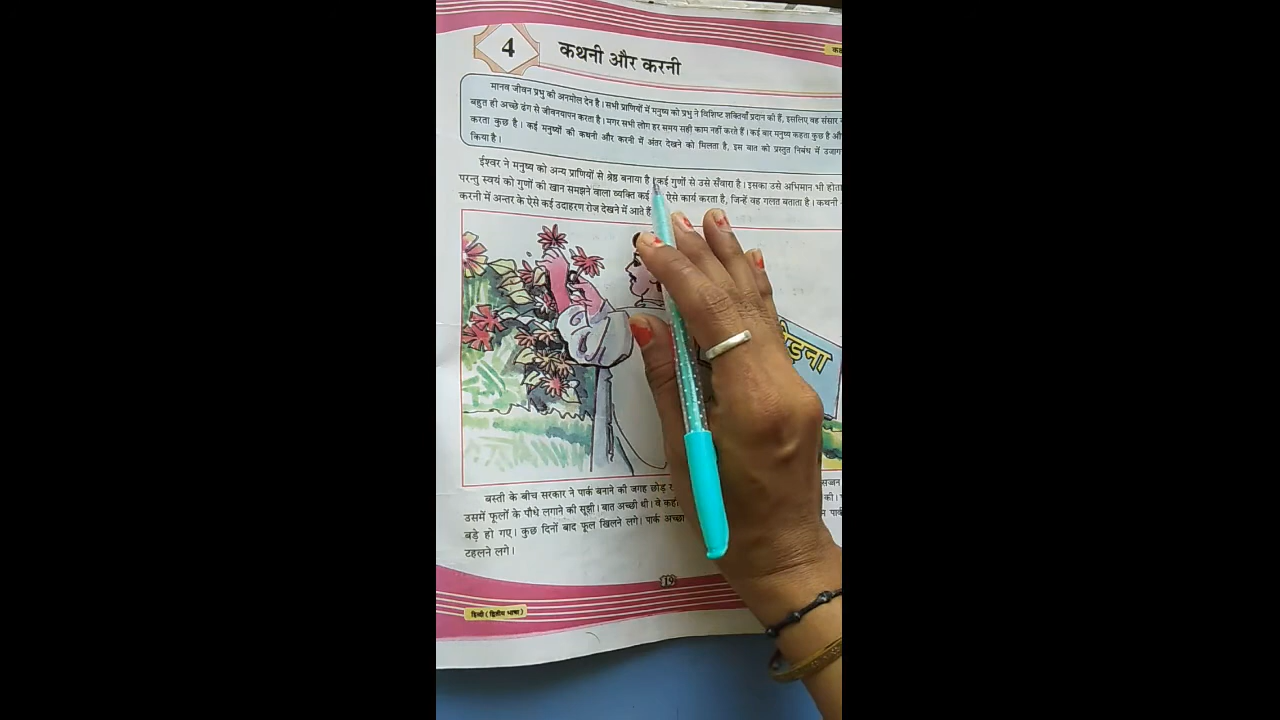 4
कथनी और करनी
मानव जीवन प्रभु की अनमोल देन है। सभी प्राणियों में मनुष्य को प्रभु ने विशिष्ट शक्तियाँ प्रदान की हैं, इसलिए वह संसार
बहुत ही अच्छे ढंग से जीवनयापन करता है। मगर सभी लोग हर समय सही काम नहीं करते हैं। कई बार मनुष्य कहता कुछ है
करता कुछ है। कई मनुष्यों की कथनी और करनी में अंतर देखने को मिलता है, इस बात को प्रस्तुत निबंध में
किया है।
ईश्वर ने मनुष्य को अन्य प्राणियों से श्रेष्ठ बनाया है। कई गुणों से उसे सँवारा है। इसका उसे अभिमान भी
परन्तु स्वयं को गुणों की खान समझने वाला व्यक्ति कई ऐसे कार्य करता है, जिन्हें वह गलत बताता है। कथनी
करनी में अन्तर के ऐसे कई उदाहरण रोज देखने में आते हैं
बस्ती के बीच सरकार ने पार्क बनाने की जगह छोड़ सज्जन
उसमें फूलों के पौधे लगाने की सूझी। बात अच्छी थी। वे की।
बड़े हो गए। कुछ दिनों बाद फूल खिलने लगे। पार्क अच्छा
टहलने लगे।
19
हिन्दी (द्वितीय भाषा)